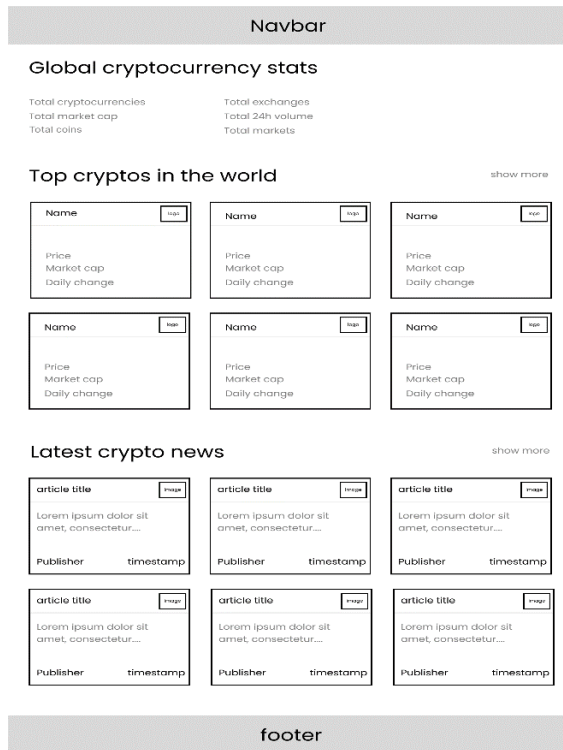 Navbar
Global cryptocurrency stats
Total cryptocurrencies Total exchanges
Total market cap Total 24h volume
Total coins Total markets
Top cryptos in the world show more
Name logo Name logo Name logo
Price Price Price
Market cap Market cap Market cap
Daily change Daily change Daily change
Name logo Name logo Name logo
Price Price Price
Market cap Market cap Market cap
Daily change Daily change Daily change
Latest crypto news show more
article title image article title image article title image
Lorem ipsum dolor sit Lorem ipsum dolor sit Lorem ipsum dolor sit
amet, consectetur.... amet, consectetur.... amet, consectetur....
Publisher timestamp Publisher timestamp Publisher timestamp
article title image article title image article title image
Lorem ipsum dolor sit Lorem ipsum dolor sit Lorem ipsum dolor sit
amet, consectetur.... amet, consectetur.... amet, consectetur....
Publisher timestamp Publisher timestamp Publisher timestamp
footer